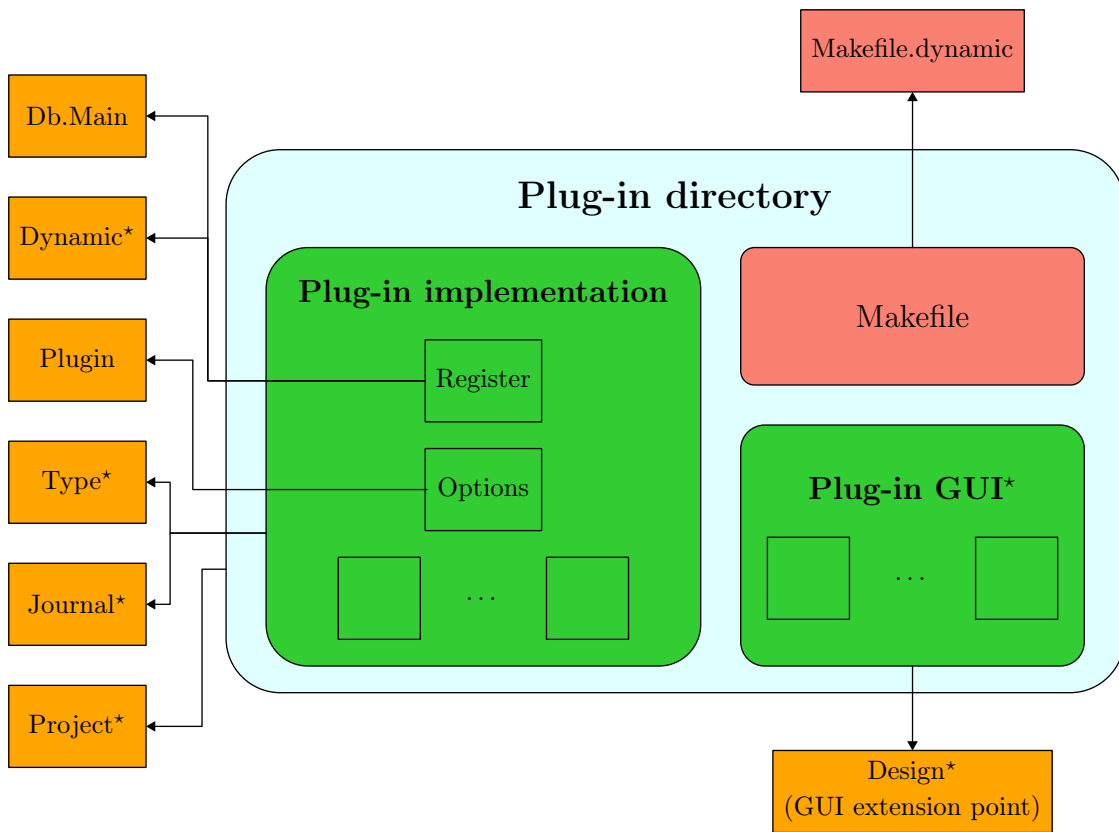 Makefile.dynamic
Db.Main
Plug-in directory
Dynamic⋆
Plug-in implementation
Makefile
Plugin
Register
Type⋆
Options
Plug-in GUI⋆
Journal⋆
...
...
Project⋆
Design⋆
(GUI extension point)